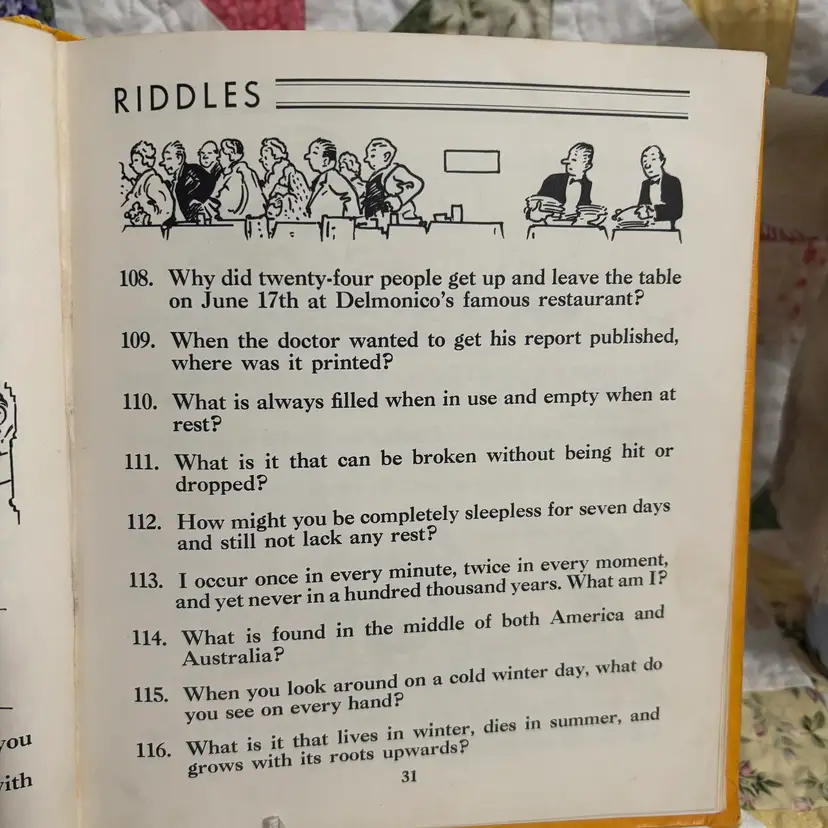 RIDDLES
108. Why did twenty-four people get up and leave the table
on June 17th at Delmonico's famous restaurant?
109. When the doctor wanted to get his report published,
where was it printed?
110. What is always filled when in use and empty when at
rest?
111. What is it that can be broken without being hit or
dropped?
112. How might you be completely sleepless for seven days
and still not lack any rest?
113. I occur once in every minute, twice in every moment,
and yet never in a hundred thousand years. What am I?
114. What is found in the middle of both America and
Australia?
115. When you look around on a cold winter day, what do
you see on every hand?
116. What is it that lives in winter, dies in summer, and
grows with its roots upwards?
31